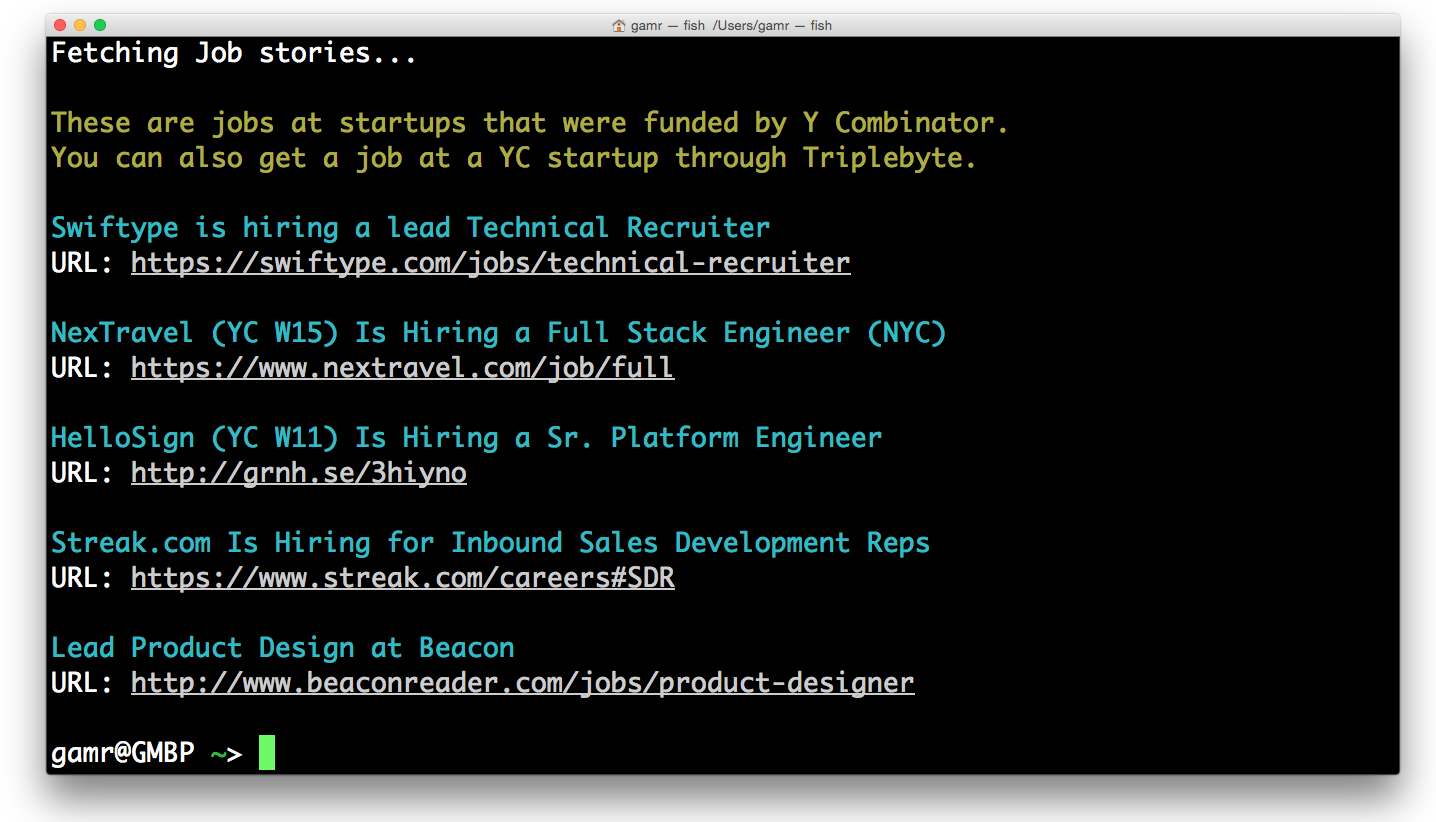 gamr — fish /Users/gamr — fish
Fetching Job stories...
These are jobs at startups that were funded by Y Combinator.
You can also get a job at a YC startup through Triplebyte.
Swiftype is hiring a lead Technical Recruiter
URL: https://swiftype.com/jobs/technical-recruiter
NexTravel (YC W15) Is Hiring a Full Stack Engineer (NYC)
URL: https://www.nextravel.com/job/full
HelloSign (YC W11) Is Hiring a Sr. Platform Engineer
URL: http://grnh.se/3hiyno
Streak.com Is Hiring for Inbound Sales Development Reps
URL: https://www.streak.com/careers#SDR
Lead Product Design at Beacon
URL: http://www.beaconreader.com/jobs/product-designer
gamr@GMBP ~>